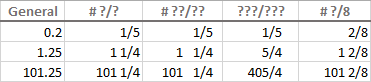 General # ?/? # ??/?? ???/??? # ?/8
0.2 1/5 1/5 1/5 2/8
1.25 1 1/4 1 1/4 5/4 1 2/8
101.25 101 1/4 101 1/4 405/4 101 2/8